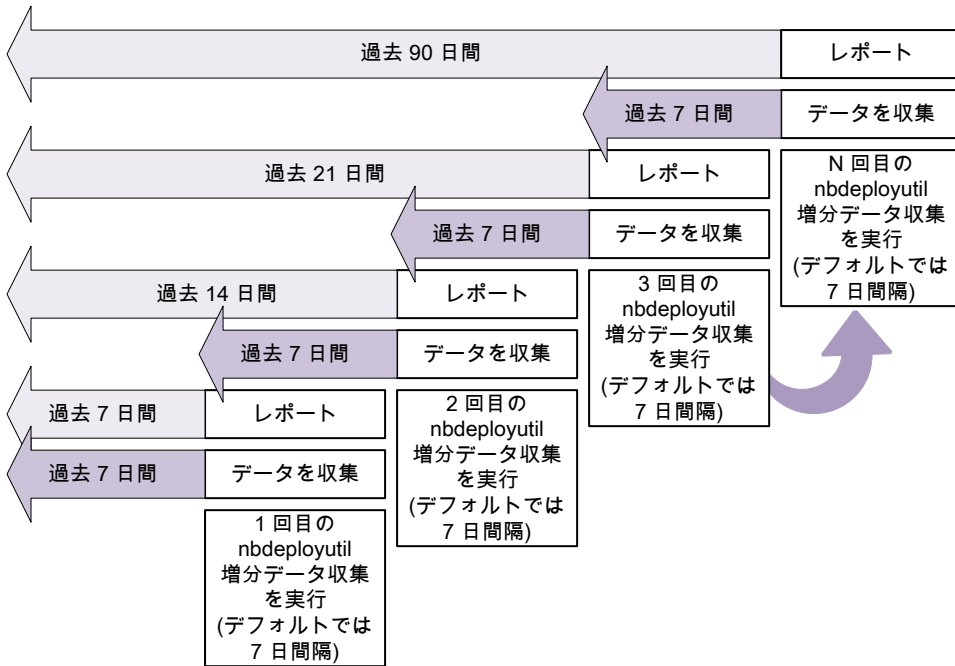 過去 90 日間
レポート
過去 7 日間
データを収集
過去 21 日間
レポート
N 回目の
nbdeployutil
増分データ収集
を実行
(デフォルトでは
7 日間隔)
過去 7 日間
データを収集
過去 14 日間
レポート
3 回目の
nbdeployutil
増分データ収集
を実行
(デフォルトでは
7 日間隔)
過去 7 日間
データを収集
過去 7 日間
レポート
2 回目の
nbdeployutil
増分データ収集
を実行
(デフォルトでは
7 日間隔)
過去 7 日間
データを収集
1 回目の
nbdeployutil
増分データ収集
を実行
(デフォルトでは
7 日間隔)